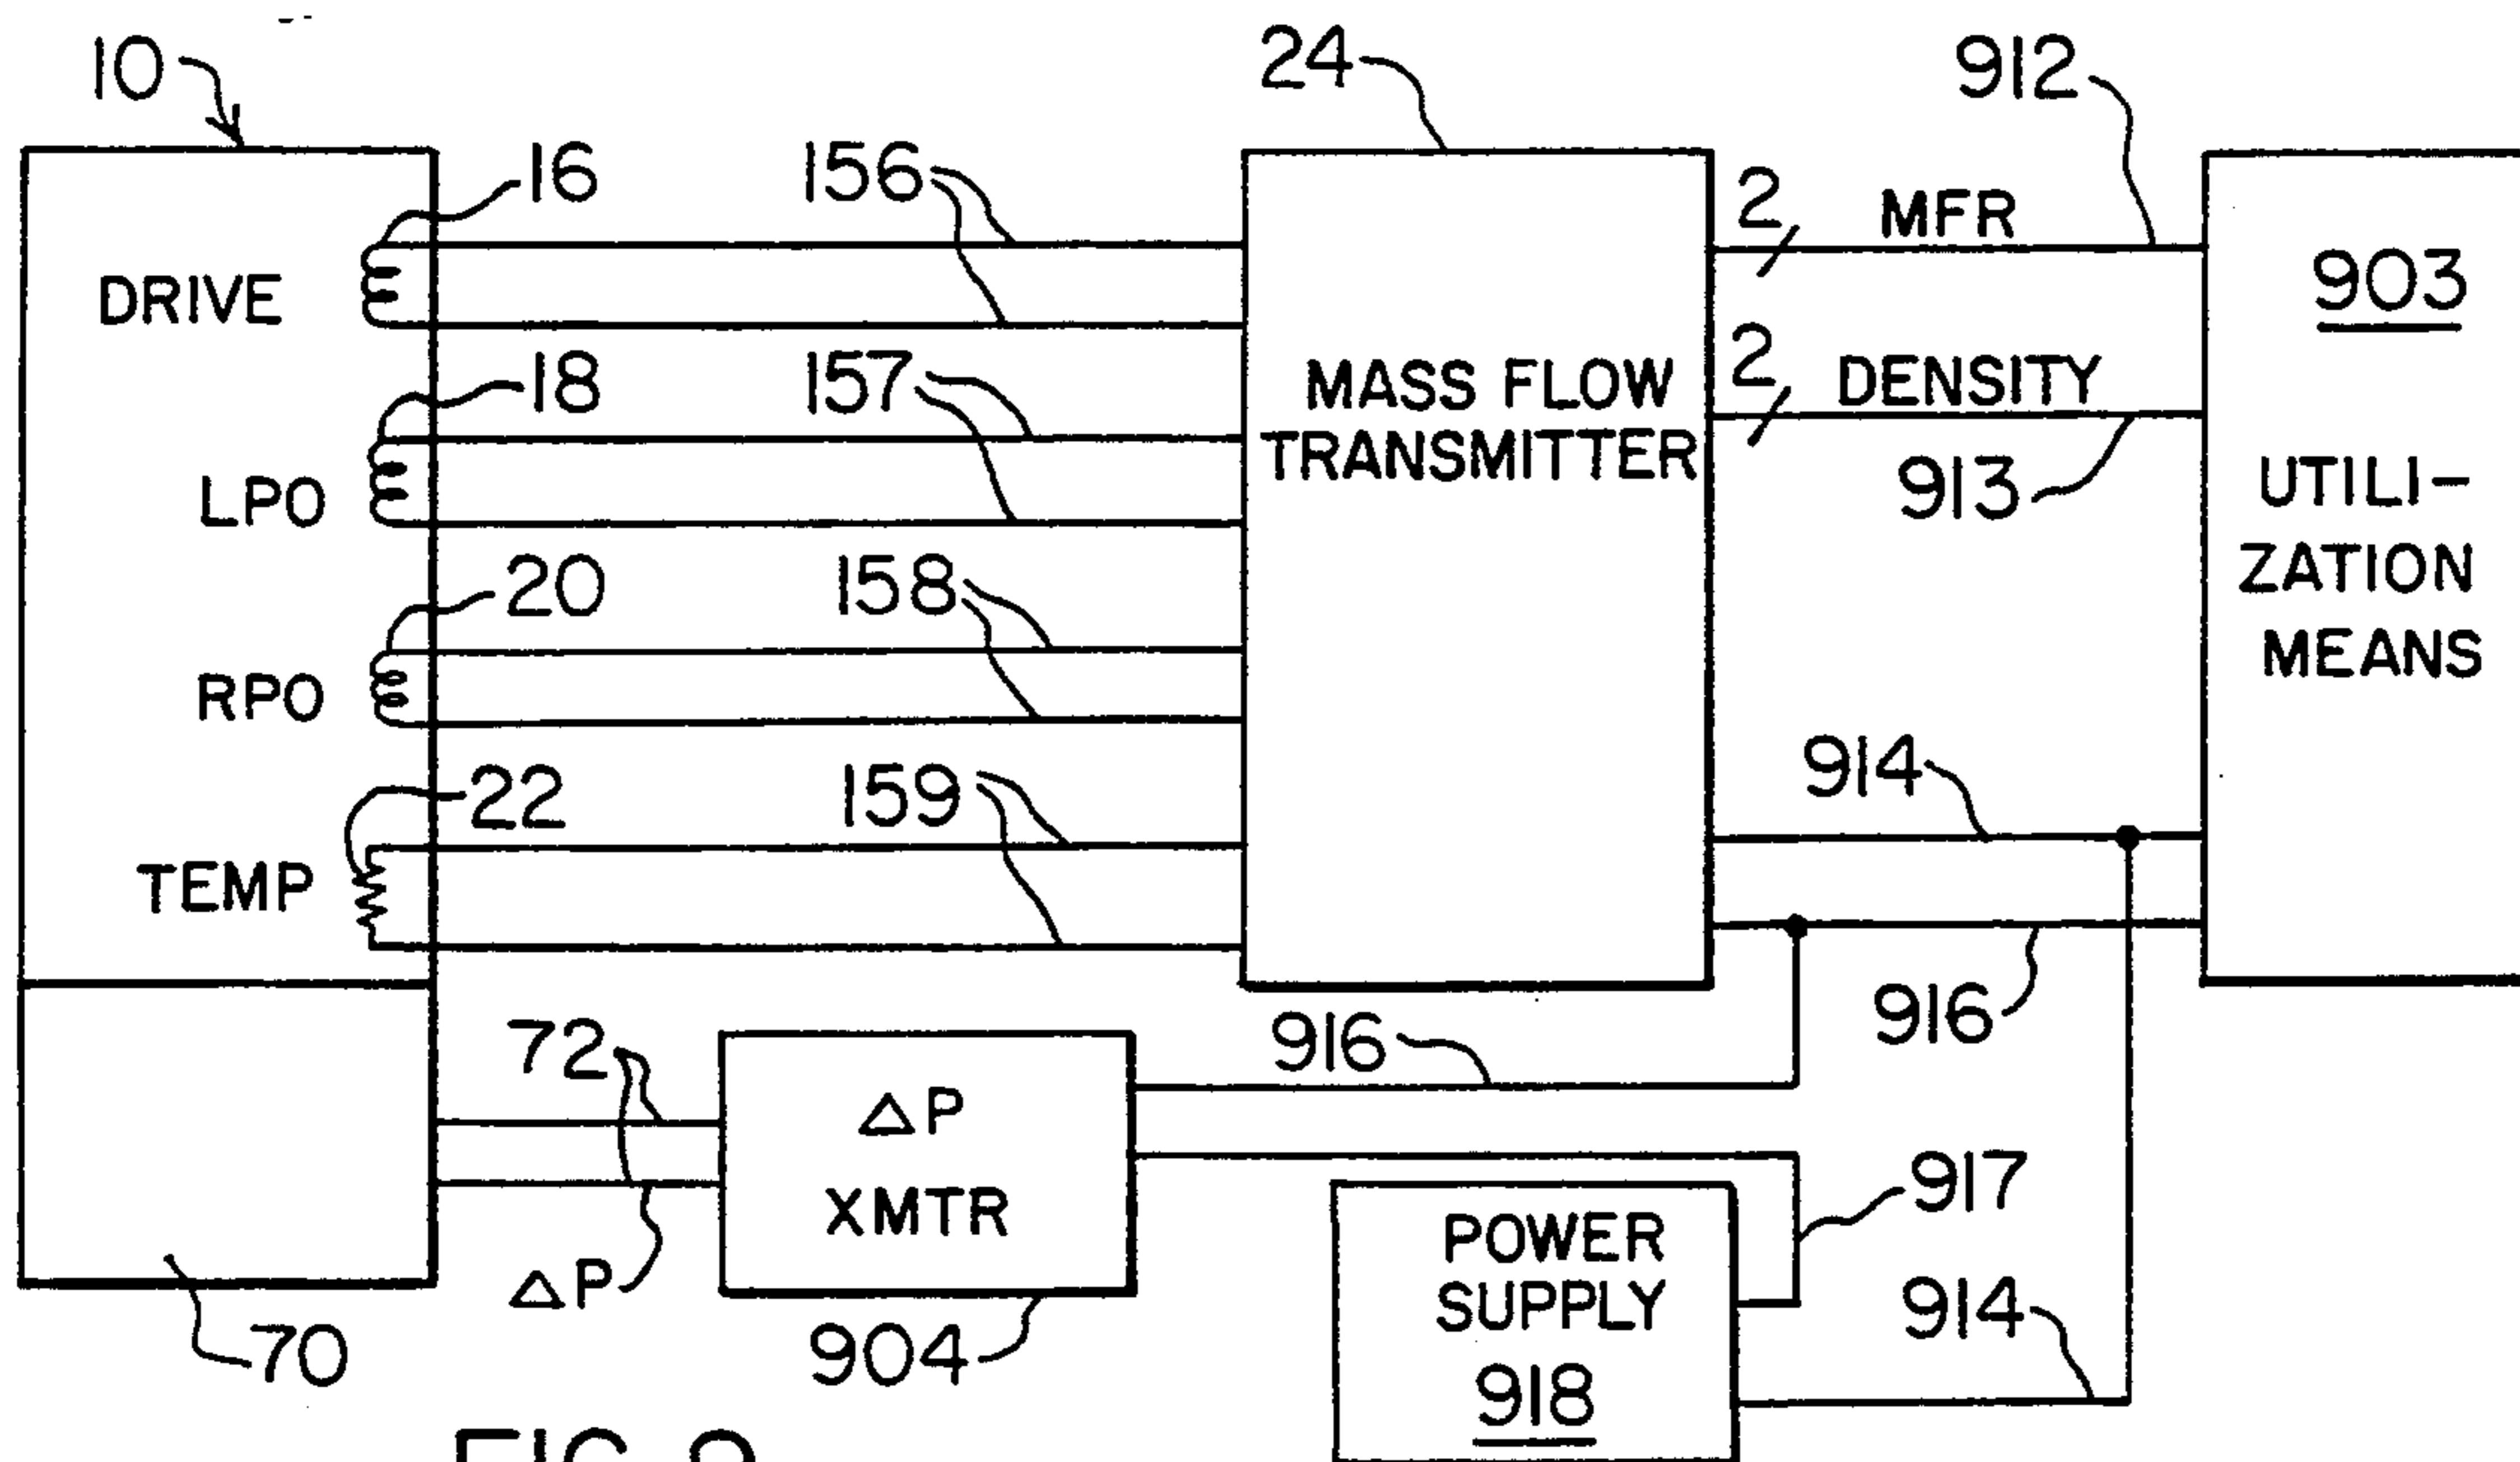 10
24
912
16
156
2
MFR
903
DRIVE
18
157
2
DENSITY
MASS FLOW
TRANSMITTER
913
UTILI-
ZATION
MEANS
LPO
20
158
RPO
22
159
914
TEMP
916
72
916
ΔP
XMTR
917
POWER
SUPPLY
918
ΔP
914
70
904